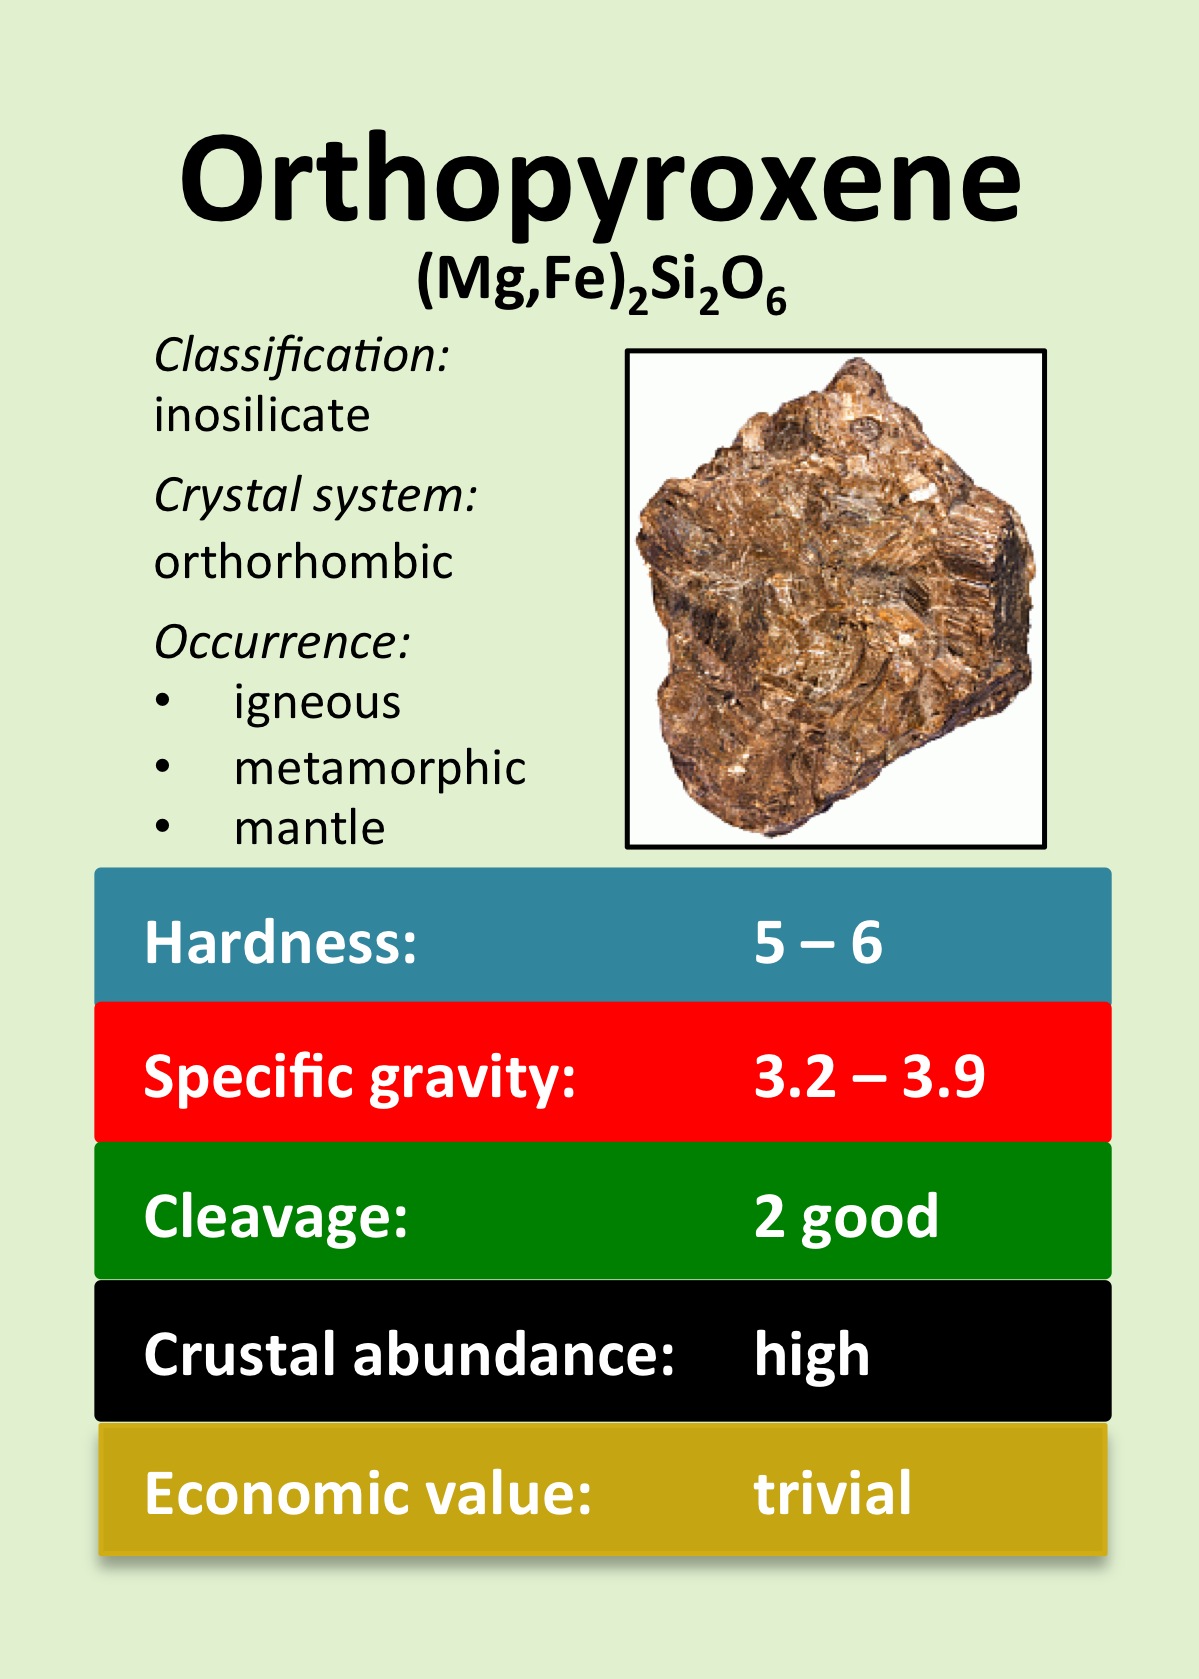 Orthopyroxene
(Mg,Fe)₂Si₂O₆
Classification:
inosilicate
Crystal system:
orthorhombic
Occurrence:
• igneous
• metamorphic
• mantle
Hardness: 5 – 6
Specific gravity: 3.2 – 3.9
Cleavage: 2 good
Crustal abundance: high
Economic value: trivial